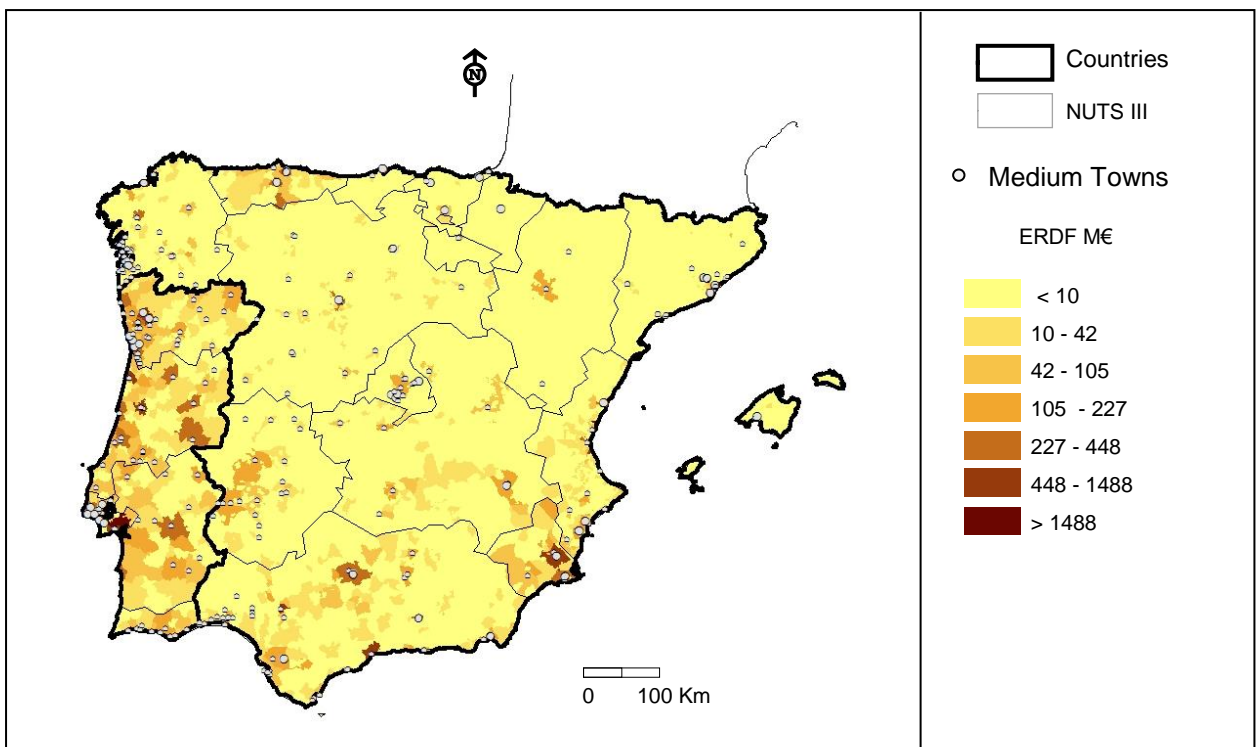 N
Countries
NUTS III
Medium Towns
ERDF M€
< 10
10 - 42
42 - 105
105 - 227
227 - 448
448 - 1488
> 1488
0 100 Km